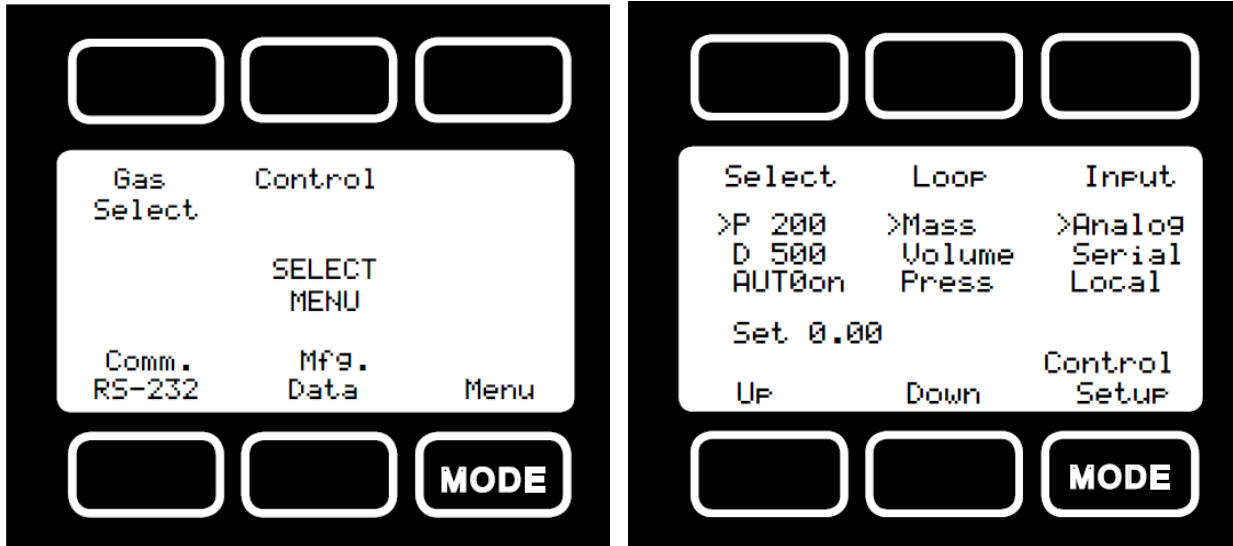 Gas Control
Select
SELECT
MENU
Comm. Mfg.
RS-232 Data Menu
MODE
Select Loop Input
>P 200 >Mass >Analog
D 500 Volume Serial
AUT0on Press Local
Set 0.00
Control
Up Down Setup
MODE